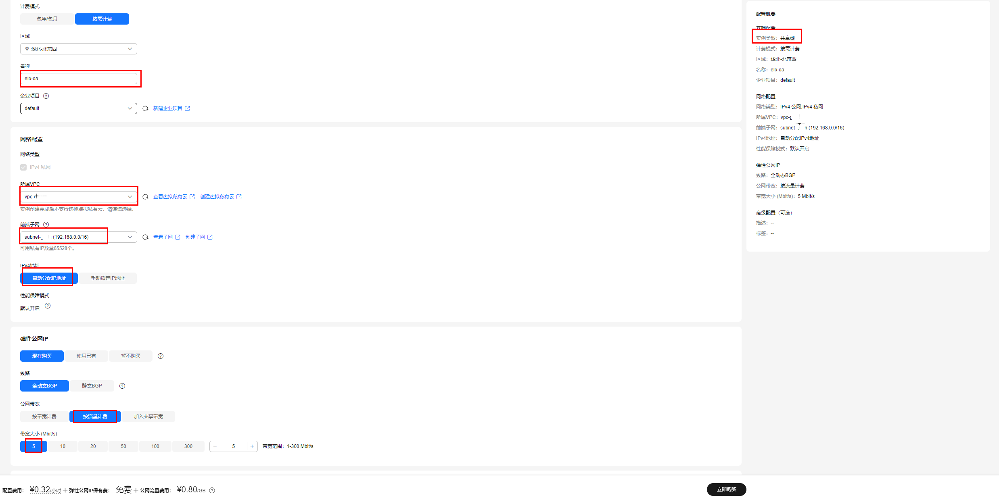 计费模式
包年/包月 按需计费
区域
华北-北京四
名称
elb-oa
企业项目
default 新建企业项目
网络配置
网络类型
IPv4 私网
所属VPC
vpc- 查看虚拟私有云 创建虚拟私有云
实例创建完成后不支持切换虚拟私有云，请谨慎选择。
前端子网
subnet- (192.168.0.0/16) 查看子网 创建子网
可用私有IP数量65528个。
IPv4地址
自动分配IP地址 手动指定IP地址
性能保障模式
默认开启
弹性公网IP
现在购买 使用已有 暂不购买
线路
全动态BGP 静态BGP
公网带宽
按带宽计费 按流量计费 加入共享带宽
带宽大小 (Mbit/s)
5 10 20 50 100 300 − 5 + 带宽范围：1-300 Mbit/s
配置费用： ¥0.32/小时 + 弹性公网IP保有费： 免费 + 公网流量费用： ¥0.80/GB
立即购买
配置概要
基础配置
实例类型：共享型
计费模式：按需计费
区域：华北-北京四
名称：elb-oa
企业项目：default
网络配置
网络类型：IPv4 公网,IPv4 私网
所属VPC：vpc-
前端子网：subnet- (192.168.0.0/16)
IPv4地址：自动分配IPv4地址
性能保障模式：默认开启
弹性公网IP
线路：全动态BGP
公网带宽：按流量计费
带宽大小 (Mbit/s)：5 Mbit/s
高级配置（可选）
描述：--
标签：--